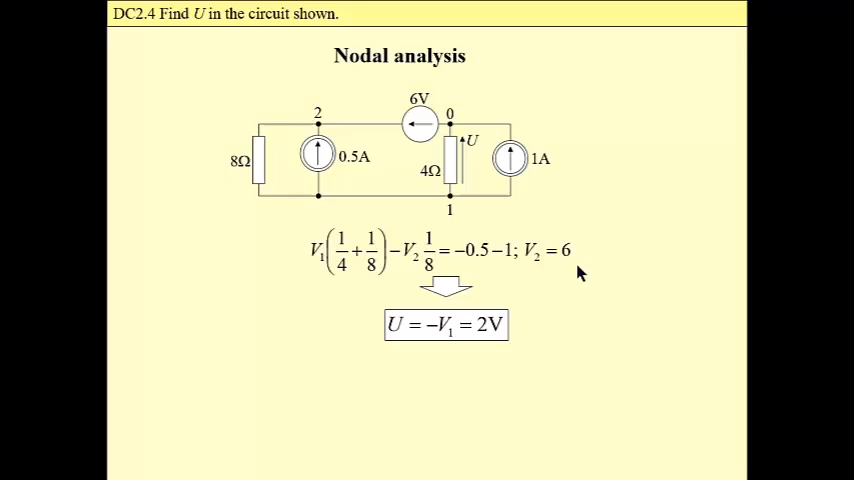 DC2.4 Find U in the circuit shown.
Nodal analysis
6V
2
0
U
8Ω
0.5A
4Ω
1A
1
V₁(1/4 + 1/8) − V₂ 1/8 = −0.5 − 1; V₂ = 6
U = −V₁ = 2V